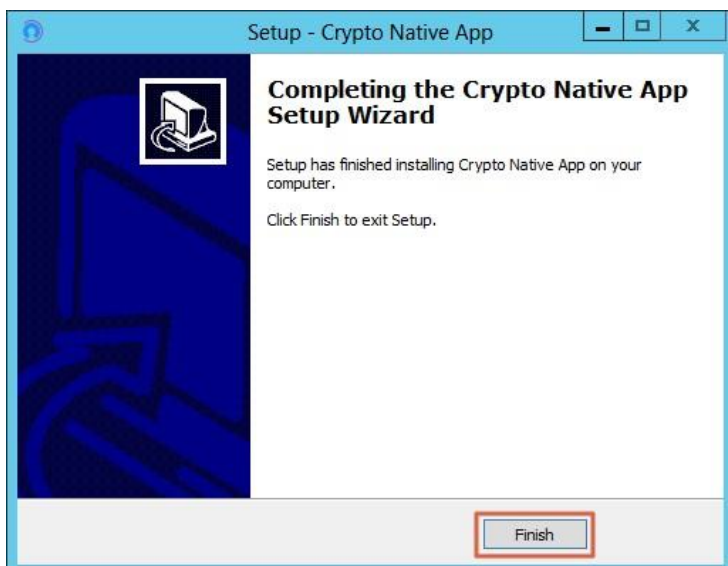 Setup - Crypto Native App
Completing the Crypto Native App
Setup Wizard
Setup has finished installing Crypto Native App on your
computer.
Click Finish to exit Setup.
Finish